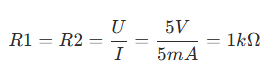 R1 = R2 = U/I = 5V/5mA = 1kΩ